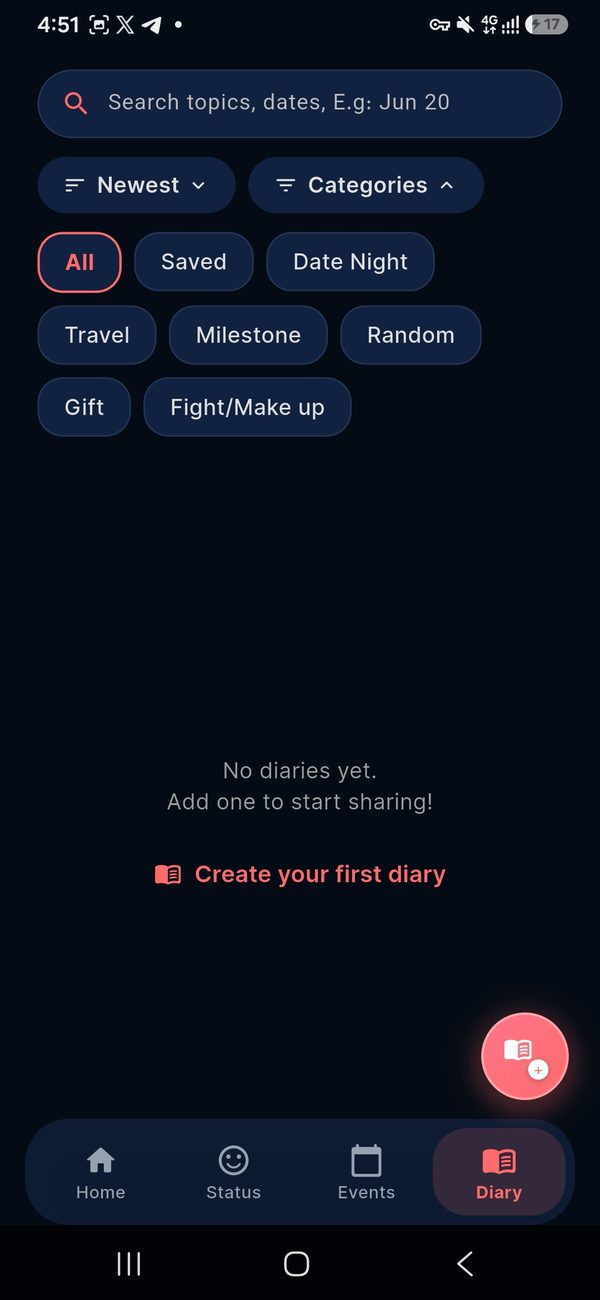 4:51
4G
17
Search topics, dates, E.g: Jun 20
Newest
Categories
All
Saved
Date Night
Travel
Milestone
Random
Gift
Fight/Make up
No diaries yet.
Add one to start sharing!
Create your first diary
Home
Status
Events
Diary